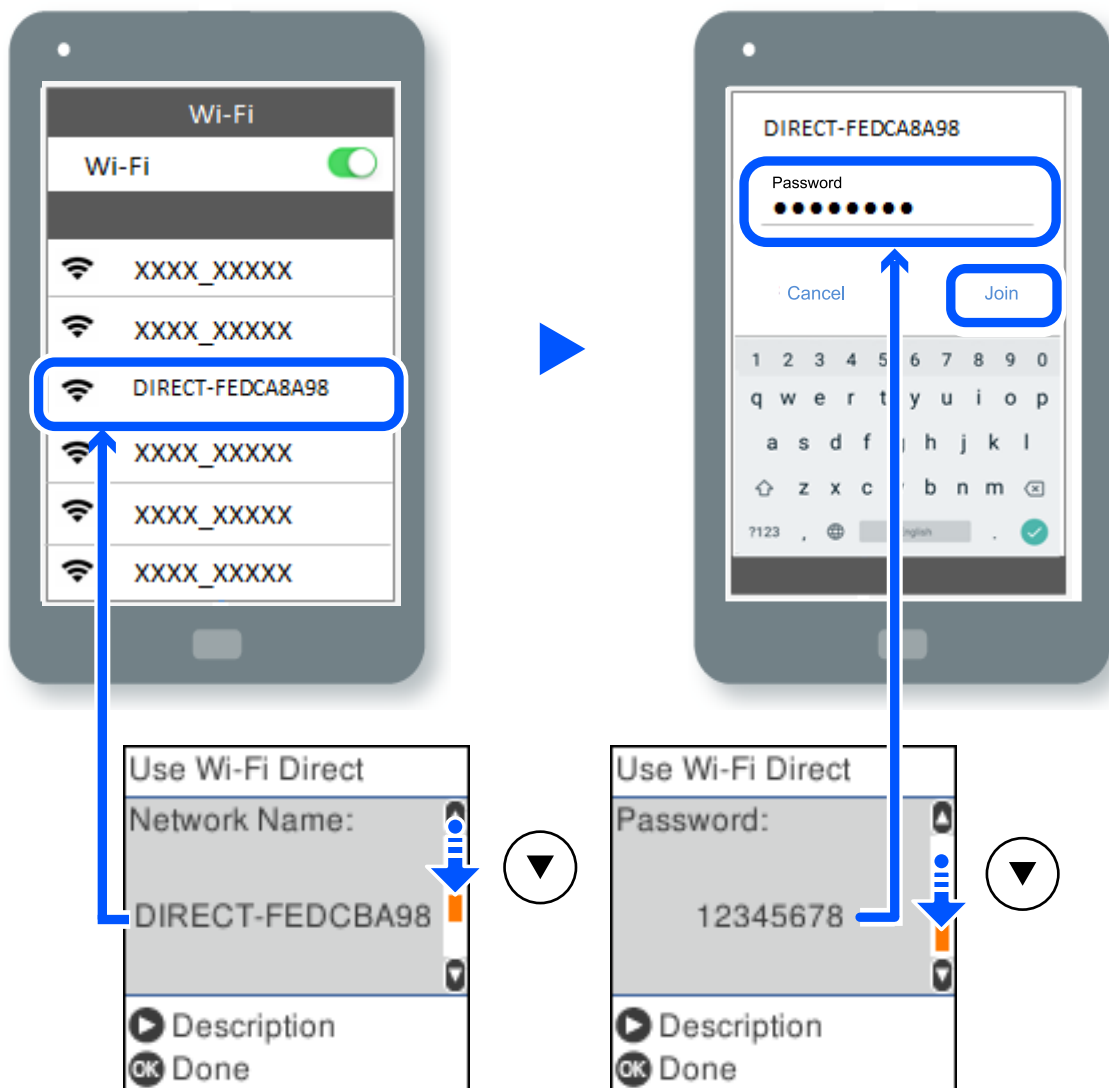 Wi-Fi
Wi-Fi
XXXX_XXXXX
XXXX_XXXXX
DIRECT-FEDCA8A98
XXXX_XXXXX
XXXX_XXXXX
XXXX_XXXXX
DIRECT-FEDCA8A98
Password
Cancel Join
1 2 3 4 5 6 7 8 9 0
q w e r t y u i o p
a s d f h j k l
z x c b n m
?123 , .
Use Wi-Fi Direct
Network Name:
DIRECT-FEDCBA98
Description
OK Done
Use Wi-Fi Direct
Password:
12345678
Description
OK Done